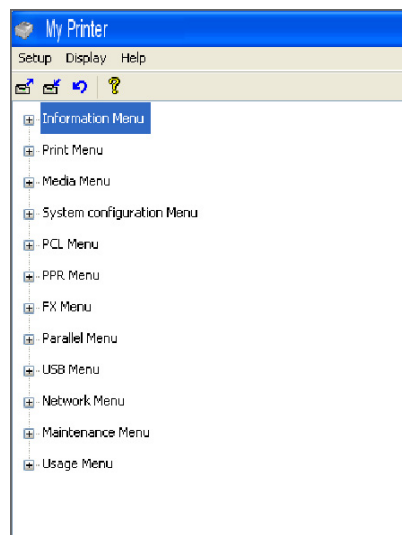 My Printer
Setup Display Help
Information Menu
Print Menu
Media Menu
System configuration Menu
PCL Menu
PPR Menu
FX Menu
Parallel Menu
USB Menu
Network Menu
Maintenance Menu
Usage Menu